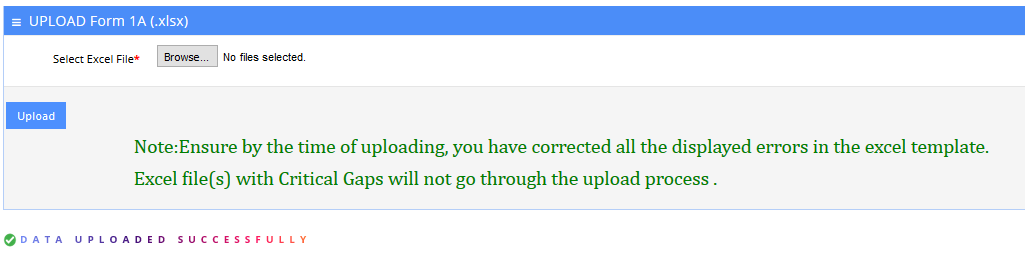 ≡ UPLOAD Form 1A (.xlsx)
Select Excel File* Browse... No files selected.
Upload
Note:Ensure by the time of uploading, you have corrected all the displayed errors in the excel template.
Excel file(s) with Critical Gaps will not go through the upload process .
DATA UPLOADED SUCCESSFULLY